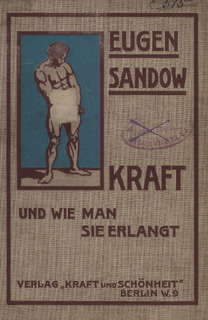 EUGEN
SANDOW
KRAFT
UND WIE MAN
SIE ERLANGT
VERLAG „KRAFT UND SCHÖNHEIT"
BERLIN W.9